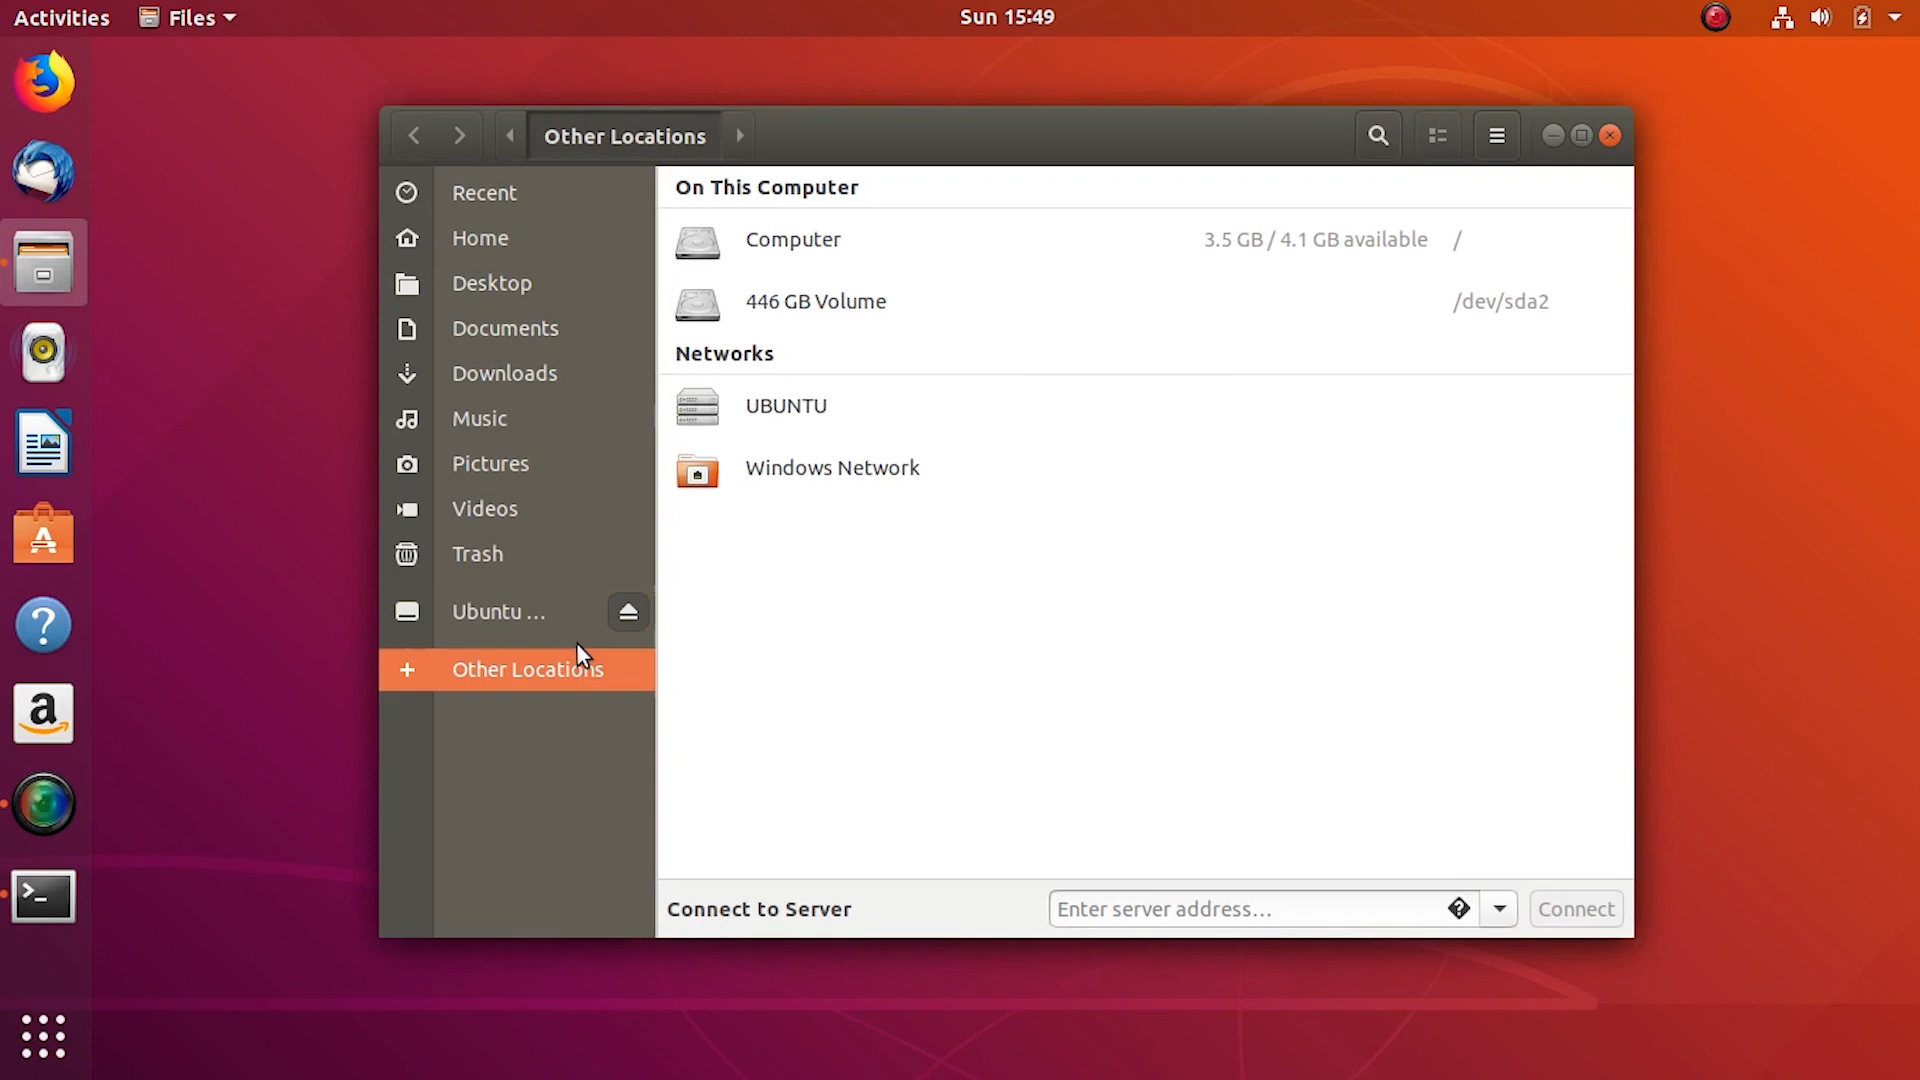 Activities Files Sun 15:49
Other Locations
Recent
Home
Desktop
Documents
Downloads
Music
Pictures
Videos
Trash
Ubuntu …
Other Locations
On This Computer
Computer 3.5 GB / 4.1 GB available /
446 GB Volume /dev/sda2
Networks
UBUNTU
Windows Network
Connect to Server Enter server address… Connect